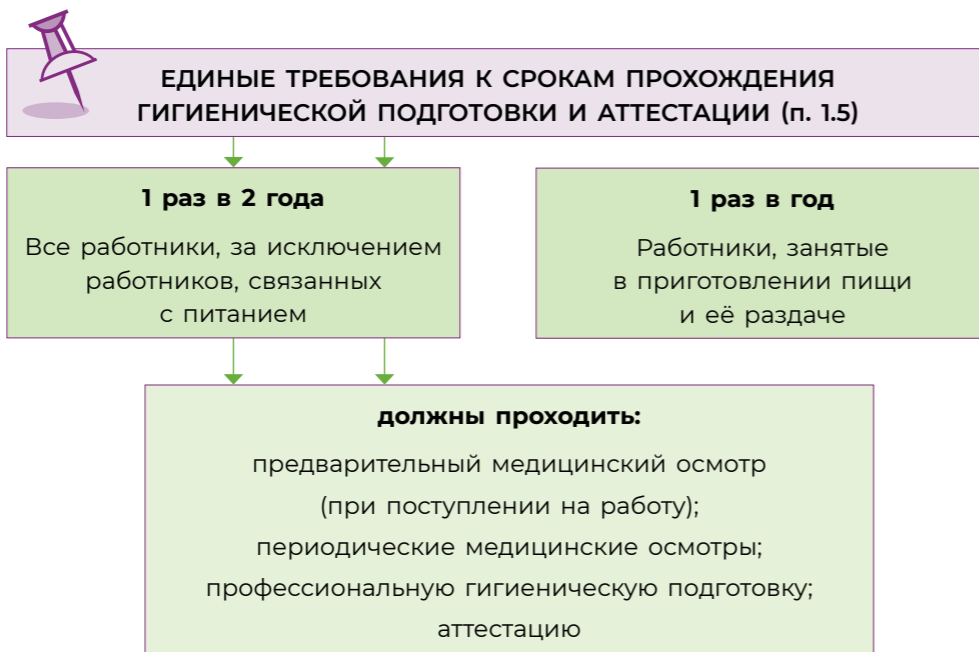 ЕДИНЫЕ ТРЕБОВАНИЯ К СРОКАМ ПРОХОЖДЕНИЯ
ГИГИЕНИЧЕСКОЙ ПОДГОТОВКИ И АТТЕСТАЦИИ (п. 1.5)
1 раз в 2 года
Все работники, за исключением
работников, связанных
с питанием
1 раз в год
Работники, занятые
в приготовлении пищи
и её раздаче
должны проходить:
предварительный медицинский осмотр
(при поступлении на работу);
периодические медицинские осмотры;
профессиональную гигиеническую подготовку;
аттестацию